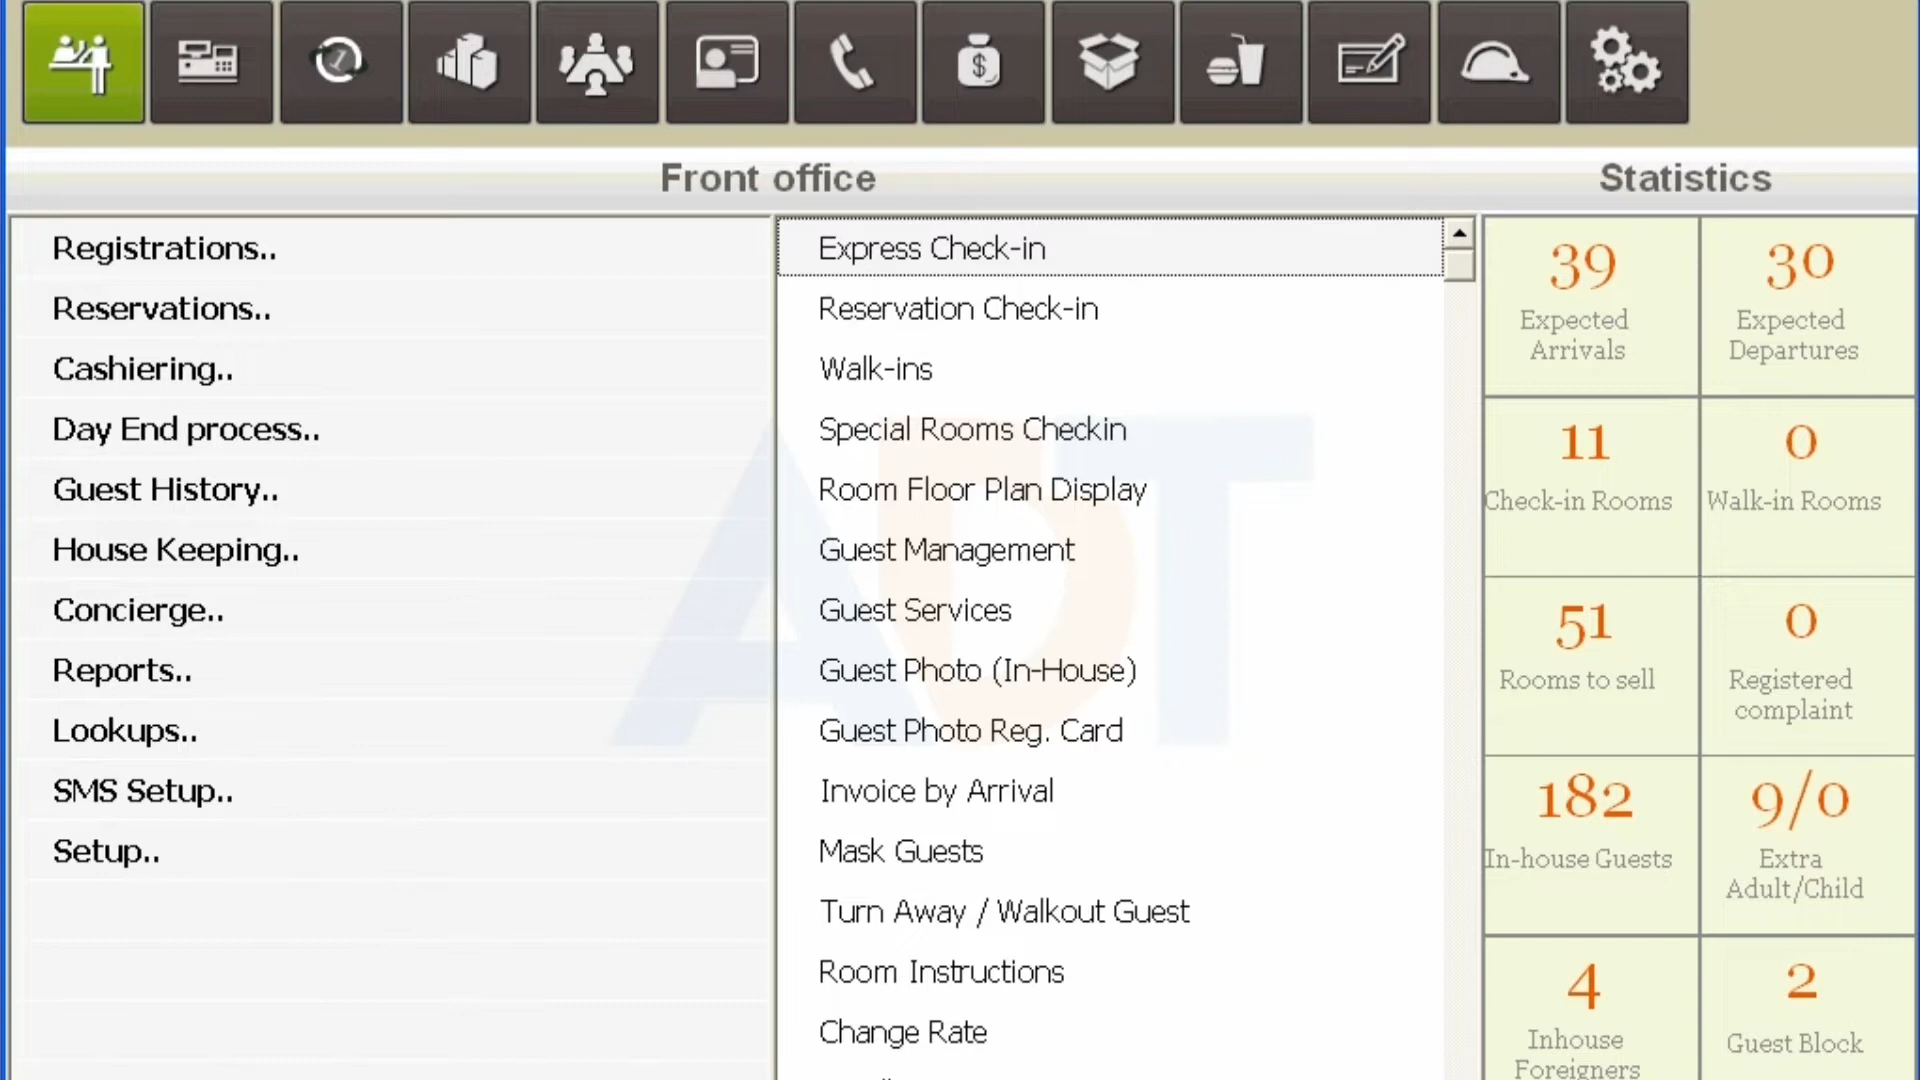 Front office
Statistics
Registrations..
Reservations..
Cashiering..
Day End process..
Guest History..
House Keeping..
Concierge..
Reports..
Lookups..
SMS Setup..
Setup..
Express Check-in
Reservation Check-in
Walk-ins
Special Rooms Checkin
Room Floor Plan Display
Guest Management
Guest Services
Guest Photo (In-House)
Guest Photo Reg. Card
Invoice by Arrival
Mask Guests
Turn Away / Walkout Guest
Room Instructions
Change Rate
39
Expected
Arrivals
30
Expected
Departures
11
Check-in Rooms
0
Walk-in Rooms
51
Rooms to sell
0
Registered
complaint
182
In-house Guests
9/0
Extra
Adult/Child
4
Inhouse
Foreigners
2
Guest Block
ADT